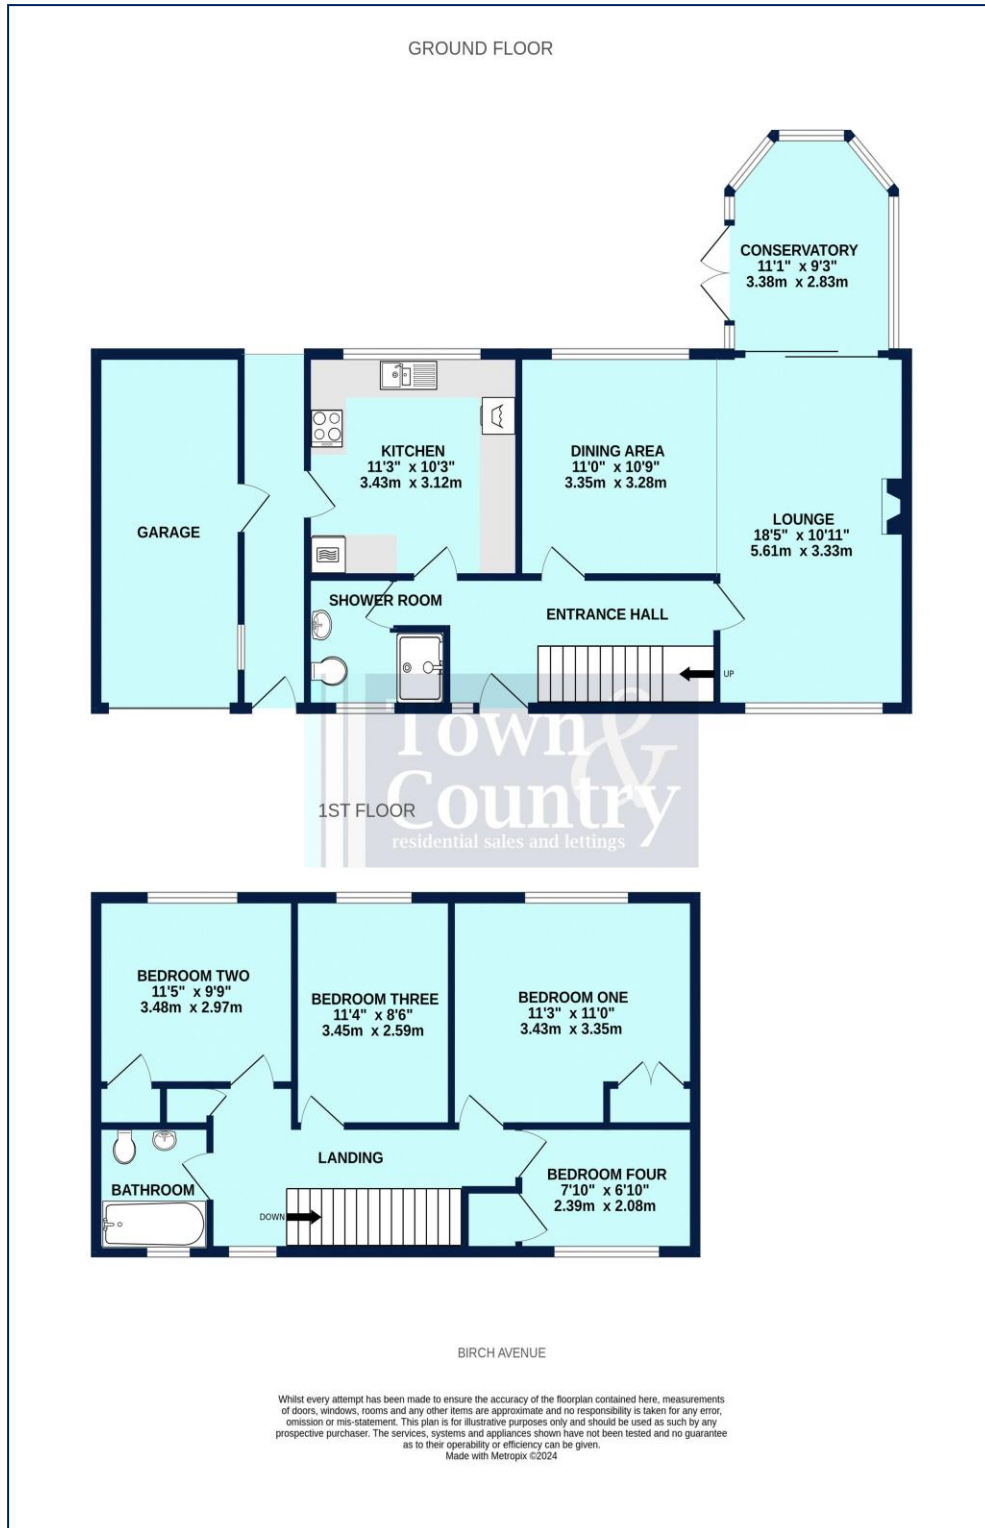 GROUND FLOOR
CONSERVATORY
11'1" x 9'3"
3.38m x 2.83m
KITCHEN
11'3" x 10'3"
3.43m x 3.12m
DINING AREA
11'0" x 10'9"
3.35m x 3.28m
GARAGE
LOUNGE
18'5" x 10'11"
5.61m x 3.33m
SHOWER ROOM
ENTRANCE HALL
UP
Town &
Country
residential sales and lettings
1ST FLOOR
BEDROOM TWO
11'5" x 9'9"
3.48m x 2.97m
BEDROOM THREE
11'4" x 8'6"
3.45m x 2.59m
BEDROOM ONE
11'3" x 11'0"
3.43m x 3.35m
LANDING
BATHROOM
BEDROOM FOUR
7'10" x 6'10"
2.39m x 2.08m
DOWN
BIRCH AVENUE
Whilst every attempt has been made to ensure the accuracy of the floorplan contained here, measurements
of doors, windows, rooms and any other items are approximate and no responsibility is taken for any error,
omission or mis-statement. This plan is for illustrative purposes only and should be used as such by any
prospective purchaser. The services, systems and appliances shown have not been tested and no guarantee
as to their operability or efficiency can be given.
Made with Metropix ©2024